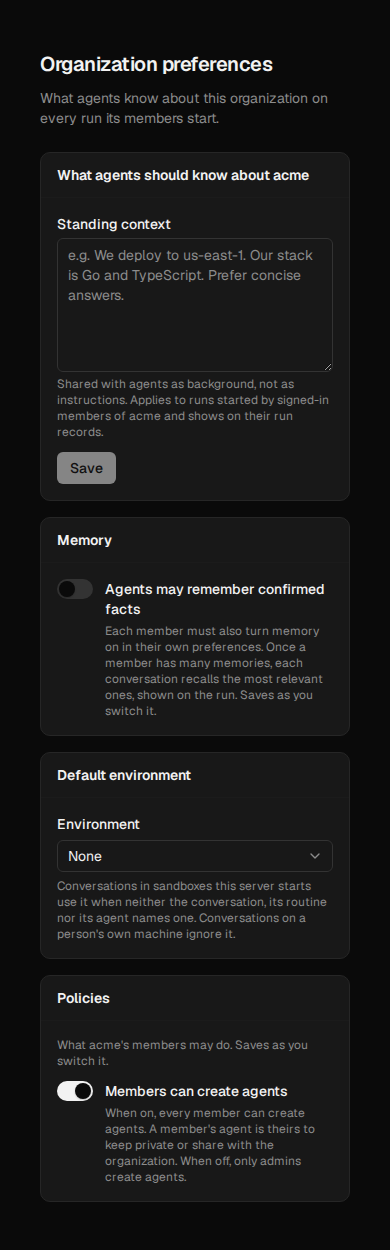 Organization preferences
What agents know about this organization on
every run its members start.
What agents should know about acme
Standing context
e.g. We deploy to us-east-1. Our stack
is Go and TypeScript. Prefer concise
answers.
Shared with agents as background, not as
instructions. Applies to runs started by signed-in
members of acme and shows on their run
records.
Save
Memory
Agents may remember confirmed
facts
Each member must also turn memory
on in their own preferences. Once a
member has many memories, each
conversation recalls the most relevant
ones, shown on the run. Saves as you
switch it.
Default environment
Environment
None
Conversations in sandboxes this server starts
use it when neither the conversation, its routine
nor its agent names one. Conversations on a
person's own machine ignore it.
Policies
What acme's members may do. Saves as you
switch it.
Members can create agents
When on, every member can create
agents. A member's agent is theirs to
keep private or share with the
organization. When off, only admins
create agents.